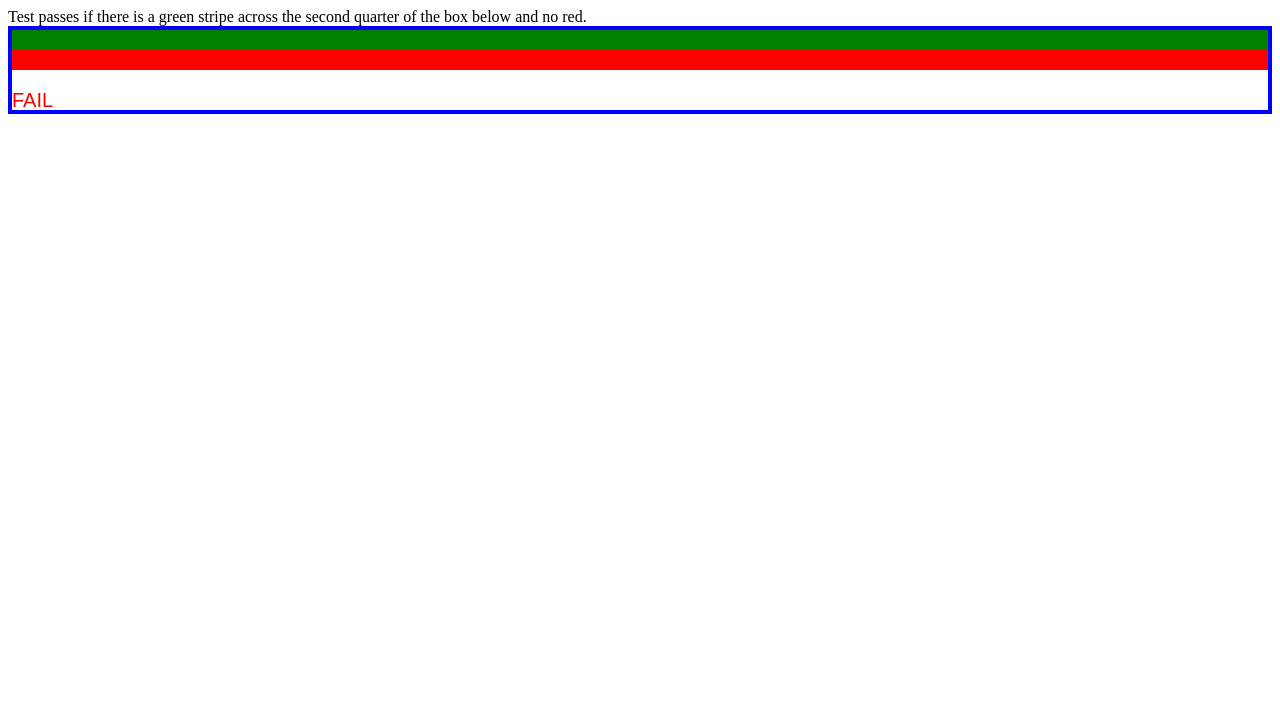 Test passes if there is a green stripe across the second quarter of the box below and no red.
FAIL